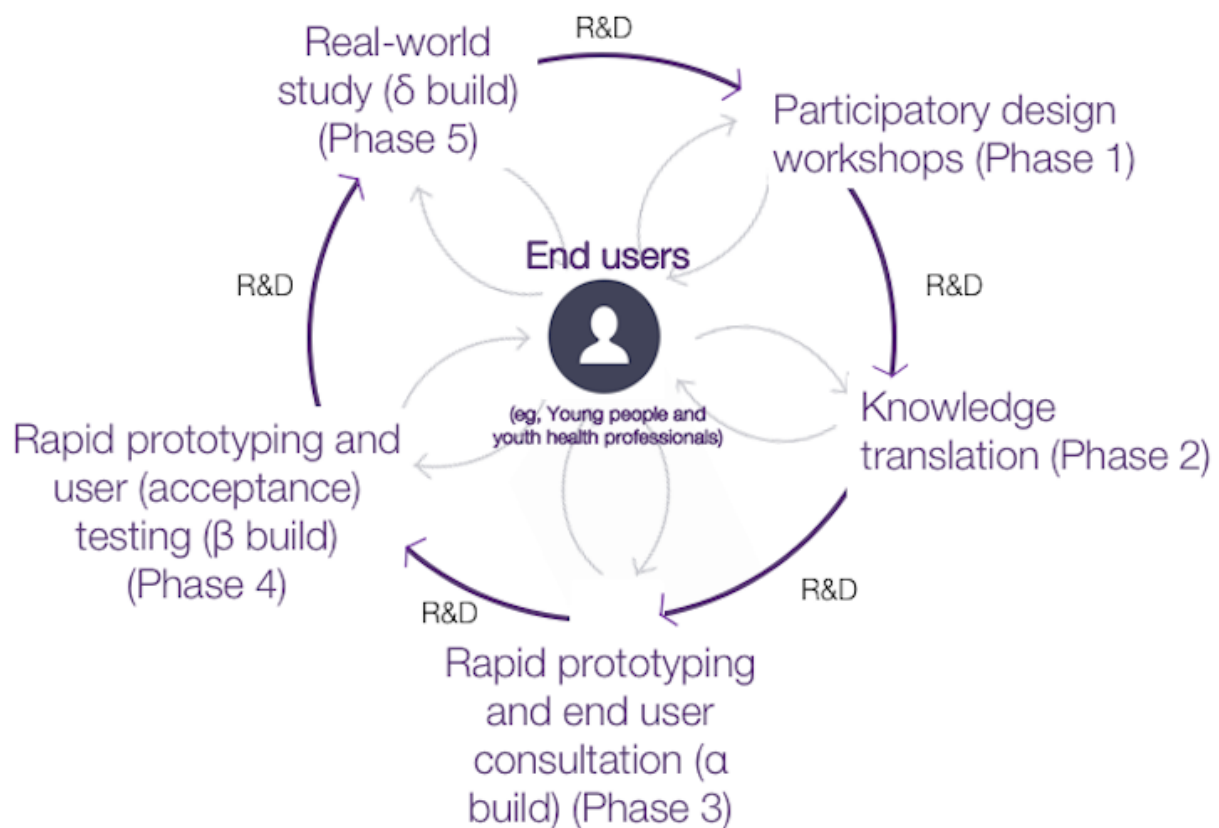 R&D
Real-world
study (δ build)
(Phase 5)
Participatory design
workshops (Phase 1)
R&D
End users
R&D
(eg, Young people and
youth health professionals)
Knowledge
translation (Phase 2)
Rapid prototyping and
user (acceptance)
testing (β build)
(Phase 4)
R&D
R&D
Rapid prototyping
and end user
consultation (α
build) (Phase 3)